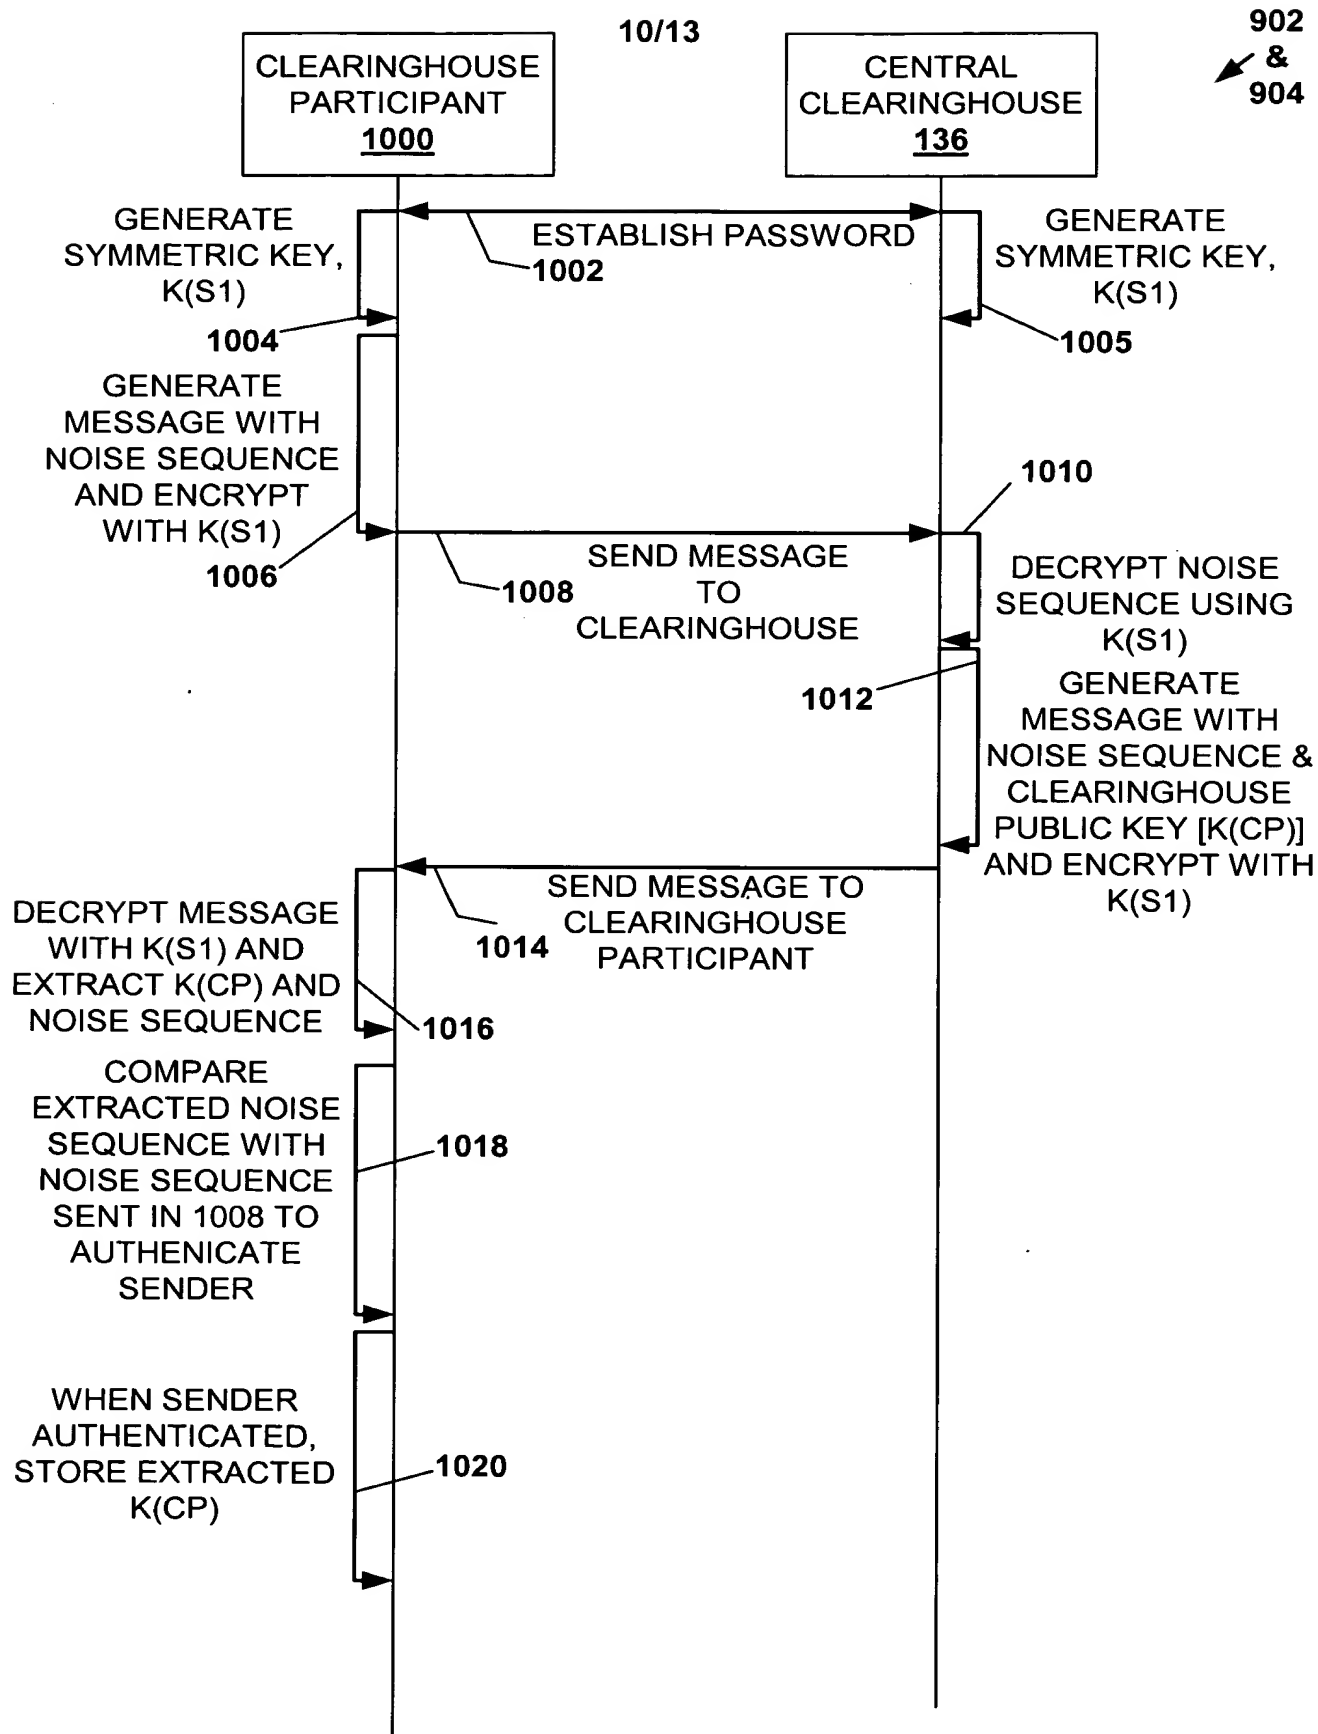 10/13
902
&
904
CLEARINGHOUSE
PARTICIPANT
1000
CENTRAL
CLEARINGHOUSE
136
GENERATE
SYMMETRIC KEY,
K(S1)
1004
ESTABLISH PASSWORD
1002
GENERATE
SYMMETRIC KEY,
K(S1)
1005
GENERATE
MESSAGE WITH
NOISE SEQUENCE
AND ENCRYPT
WITH K(S1)
1006
1008
SEND MESSAGE
TO
CLEARINGHOUSE
1010
DECRYPT NOISE
SEQUENCE USING
K(S1)
1012
GENERATE
MESSAGE WITH
NOISE SEQUENCE &
CLEARINGHOUSE
PUBLIC KEY [K(CP)]
AND ENCRYPT WITH
K(S1)
SEND MESSAGE TO
CLEARINGHOUSE
PARTICIPANT
1014
DECRYPT MESSAGE
WITH K(S1) AND
EXTRACT K(CP) AND
NOISE SEQUENCE
1016
COMPARE
EXTRACTED NOISE
SEQUENCE WITH
NOISE SEQUENCE
SENT IN 1008 TO
AUTHENICATE
SENDER
1018
WHEN SENDER
AUTHENTICATED,
STORE EXTRACTED
K(CP)
1020